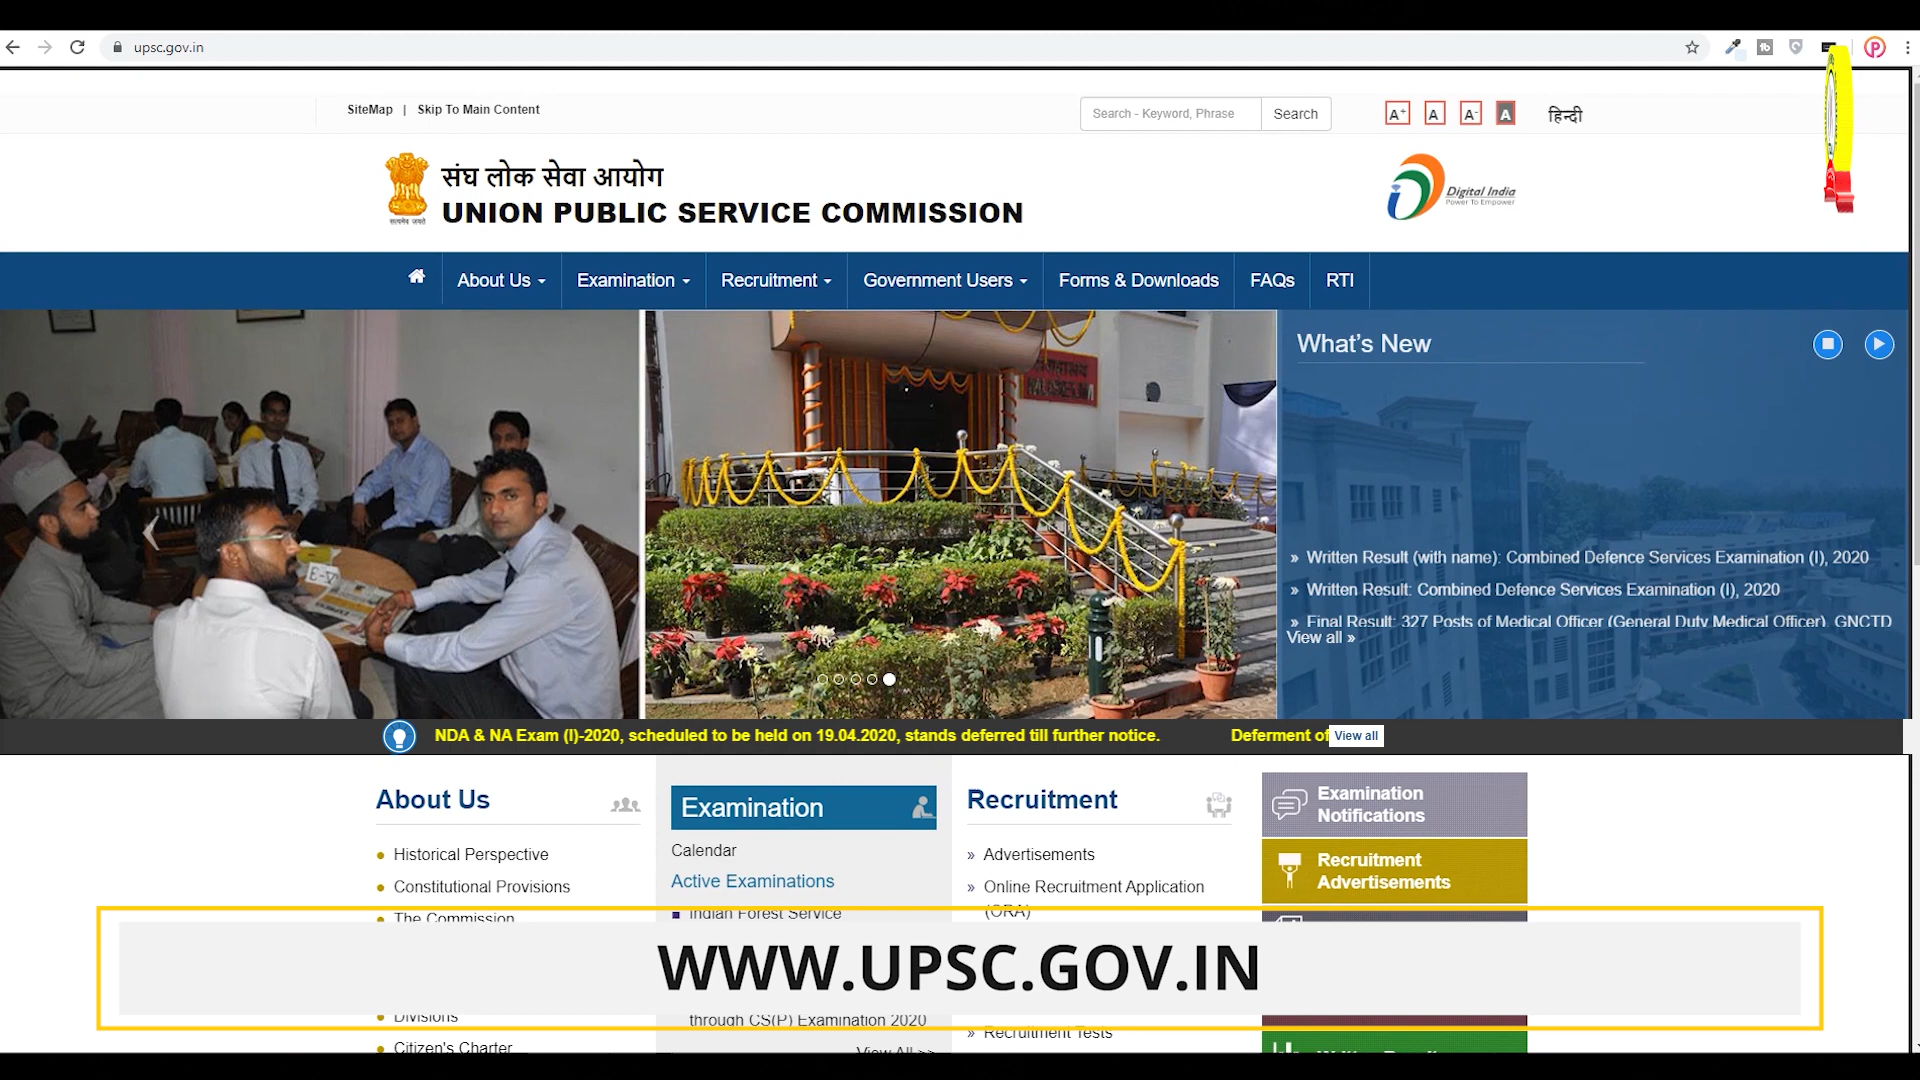 upsc.gov.in
SiteMap | Skip To Main Content
Search - Keyword, Phrase
Search
A+ A A- A
हिन्दी
संघ लोक सेवा आयोग
UNION PUBLIC SERVICE COMMISSION
सत्यमेव जयते
Digital India
Power To Empower
About Us
Examination
Recruitment
Government Users
Forms & Downloads
FAQs
RTI
What's New
» Written Result (with name): Combined Defence Services Examination (I), 2020
» Written Result: Combined Defence Services Examination (I), 2020
» Final Result: 327 Posts of Medical Officer (General Duty Medical Officer), GNCTD
View all »
NDA & NA Exam (I)-2020, scheduled to be held on 19.04.2020, stands deferred till further notice.
Deferment of
View all
About Us
Historical Perspective
Constitutional Provisions
The Commission
Divisions
Citizen's Charter
Examination
Calendar
Active Examinations
Indian Forest Service
through CS(P) Examination 2020
View All >>
Recruitment
» Advertisements
» Online Recruitment Application
(ORA)
» Recruitment Tests
Examination
Notifications
Recruitment
Advertisements
WWW.UPSC.GOV.IN